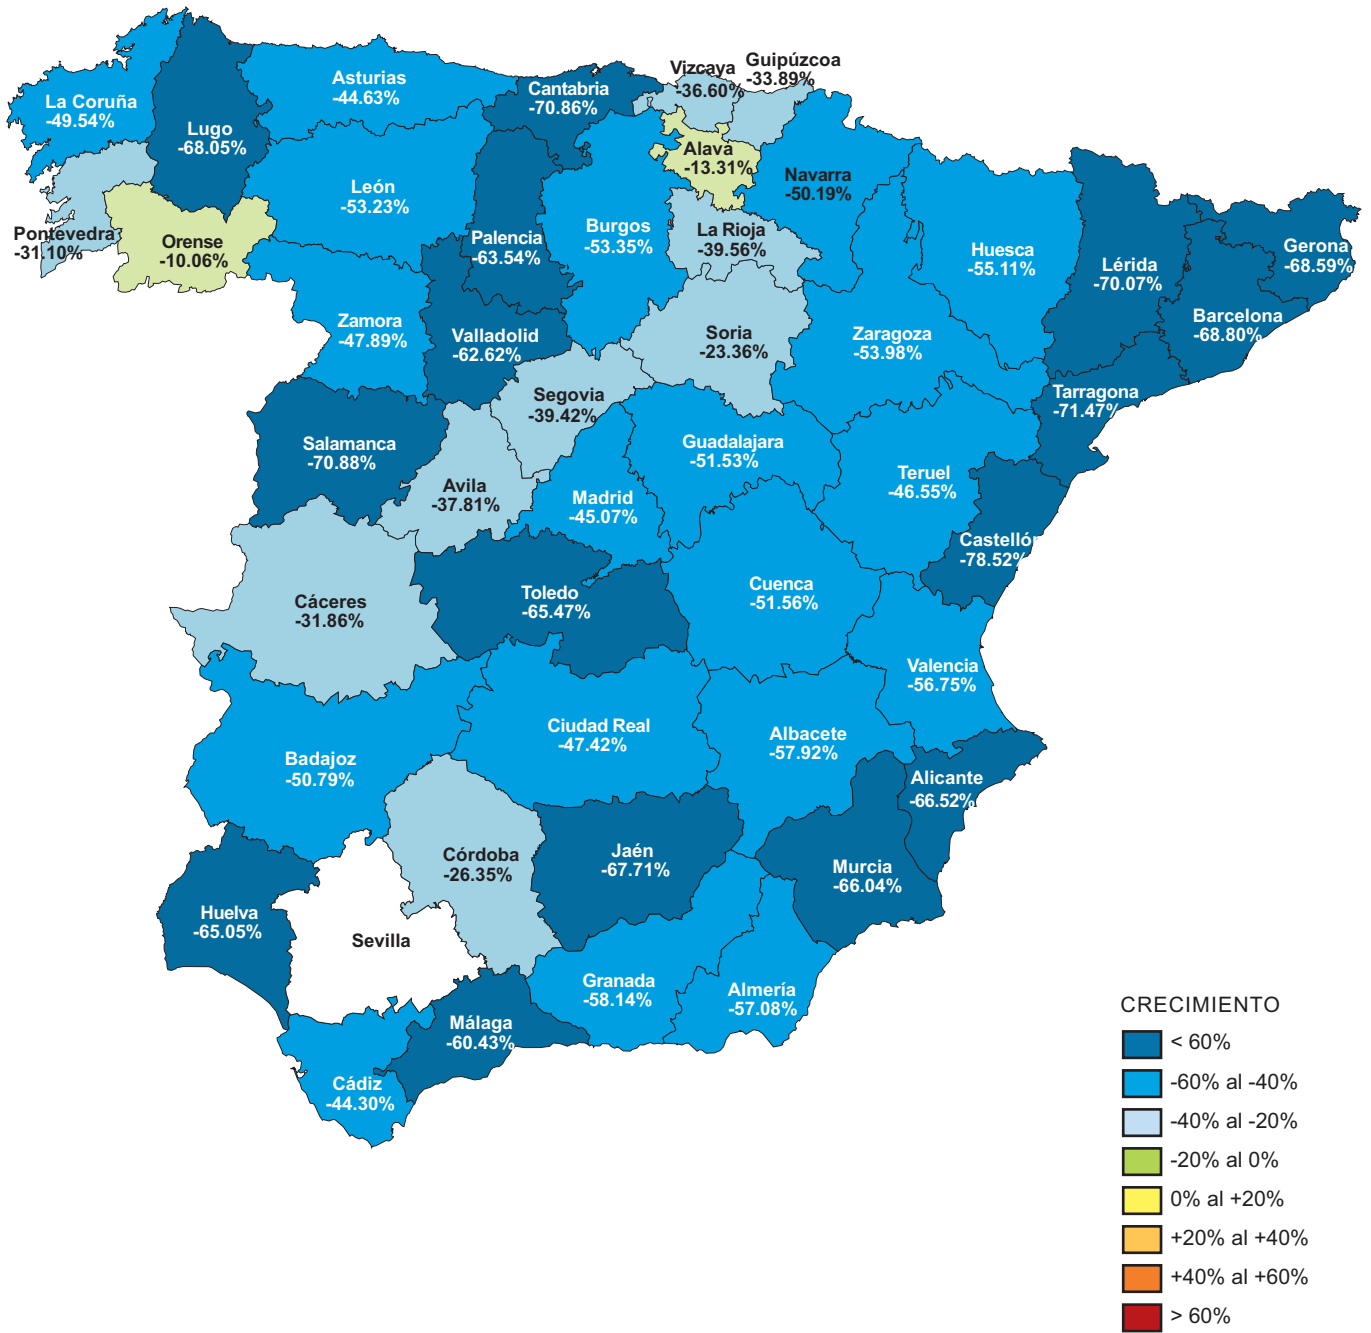 Asturias
-44.63%
La Coruña
-49.54%
Lugo
-68.05%
Cantabria
-70.86%
Vizcaya
-36.60%
Guipúzcoa
-33.89%
Alava
-13.31%
Navarra
-50.19%
León
-53.23%
Pontevedra
-31.10%
Orense
-10.06%
Palencia
-63.54%
Burgos
-53.35%
La Rioja
-39.56%
Huesca
-55.11%
Lérida
-70.07%
Gerona
-68.59%
Barcelona
-68.80%
Zamora
-47.89%
Valladolid
-62.62%
Soria
-23.36%
Zaragoza
-53.98%
Tarragona
-71.47%
Segovia
-39.42%
Salamanca
-70.88%
Avila
-37.81%
Madrid
-45.07%
Guadalajara
-51.53%
Teruel
-46.55%
Castellón
-78.52%
Cáceres
-31.86%
Toledo
-65.47%
Cuenca
-51.56%
Valencia
-56.75%
Badajoz
-50.79%
Ciudad Real
-47.42%
Albacete
-57.92%
Alicante
-66.52%
Córdoba
-26.35%
Jaén
-67.71%
Murcia
-66.04%
Huelva
-65.05%
Sevilla
Granada
-58.14%
Almería
-57.08%
Málaga
-60.43%
Cádiz
-44.30%
CRECIMIENTO
< 60%
-60% al -40%
-40% al -20%
-20% al 0%
0% al +20%
+20% al +40%
+40% al +60%
> 60%